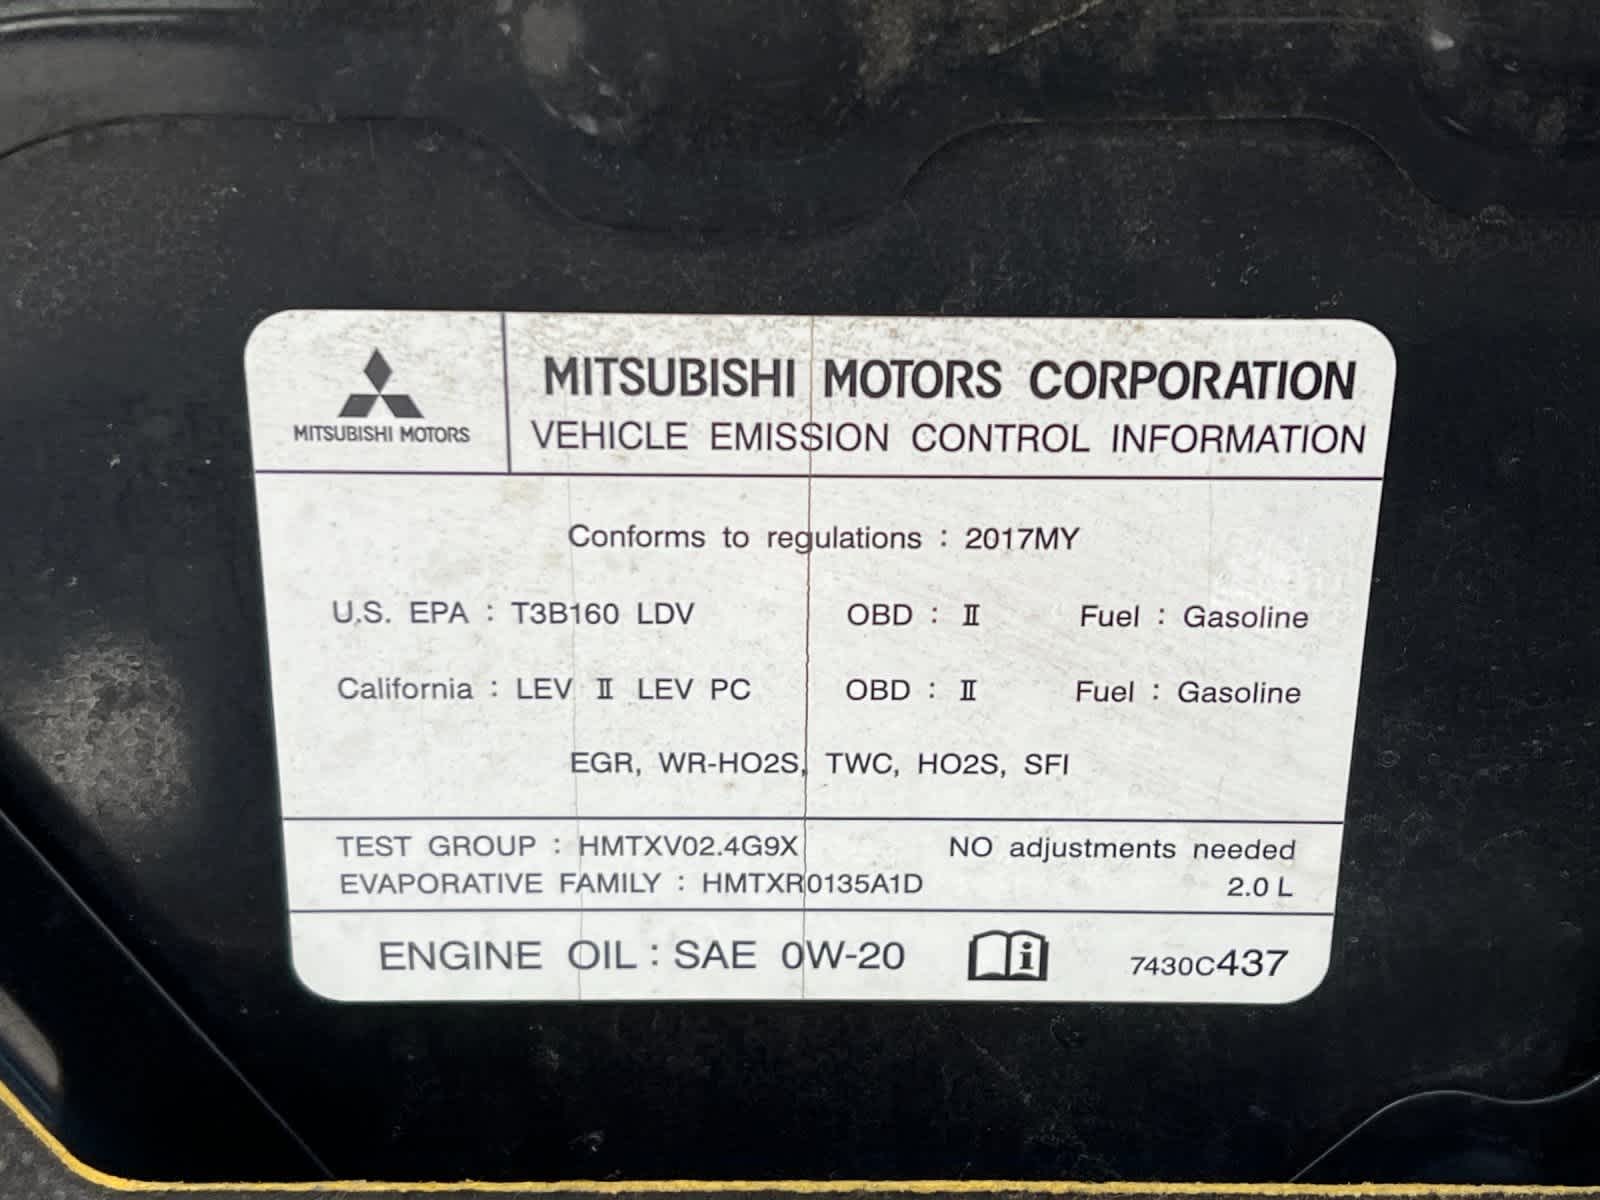 MITSUBISHI MOTORS
MITSUBISHI MOTORS CORPORATION
VEHICLE EMISSION CONTROL INFORMATION
Conforms to regulations : 2017MY
U.S. EPA : T3B160 LDV OBD : Ⅱ Fuel : Gasoline
California : LEV Ⅱ LEV PC OBD : Ⅱ Fuel : Gasoline
EGR, WR-HO2S, TWC, HO2S, SFI
TEST GROUP : HMTXV02.4G9X NO adjustments needed
EVAPORATIVE FAMILY : HMTXR0135A1D 2.0 L
ENGINE OIL : SAE 0W-20 i 7430C437